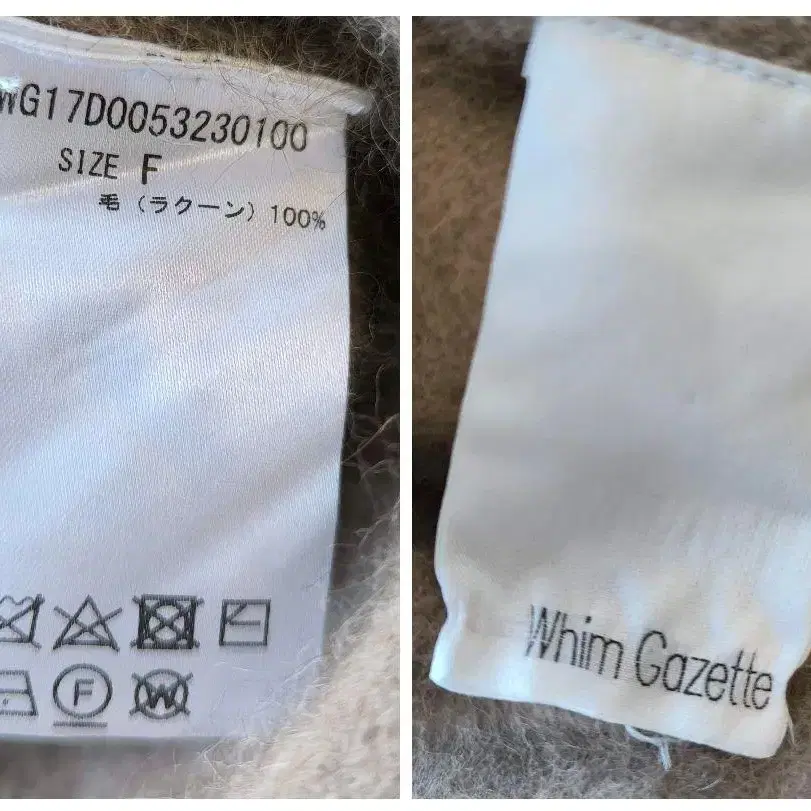 WG17D0053230100
SIZE F
毛（ラクーン）100%
F
W
Whim Gazette